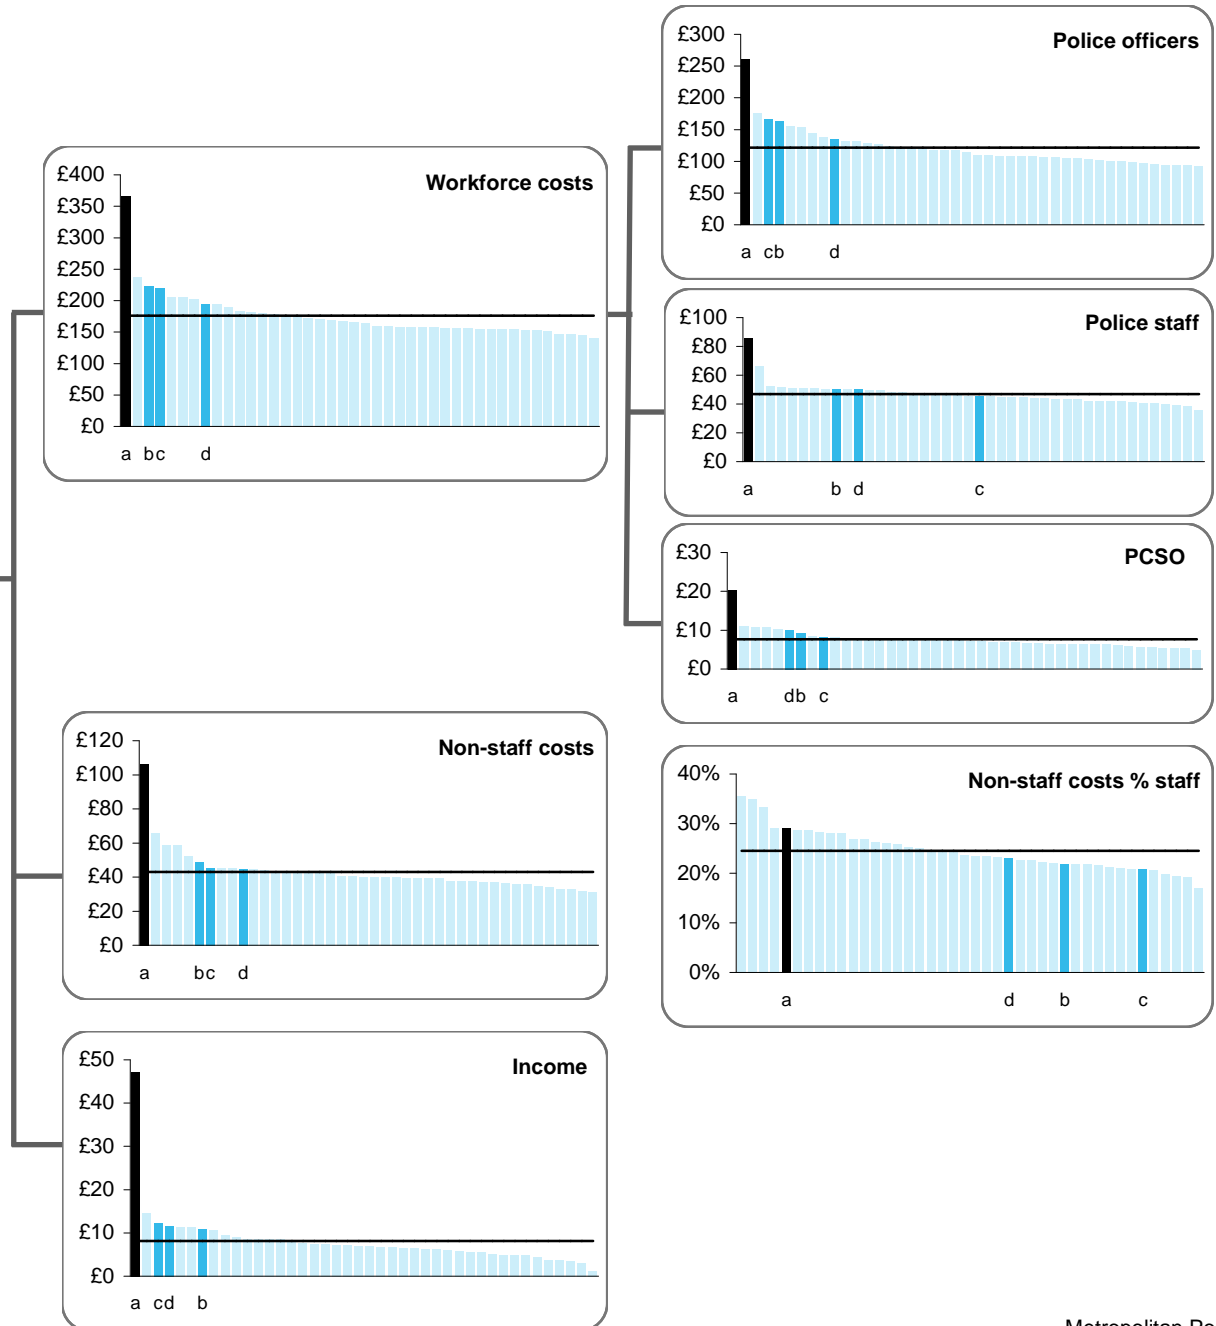 Police officers
£300
£250
£200
£150
£100
£50
£0
a cb d
Workforce costs
£400
£350
£300
£250
£200
£150
£100
£50
£0
a bc d
Police staff
£100
£80
£60
£40
£20
£0
a b d c
PCSO
£30
£20
£10
£0
a db c
Non-staff costs
£120
£100
£80
£60
£40
£20
£0
a bc d
Non-staff costs % staff
40%
30%
20%
10%
0%
a d b c
Income
£50
£40
£30
£20
£10
£0
a cd b
Metropolitan